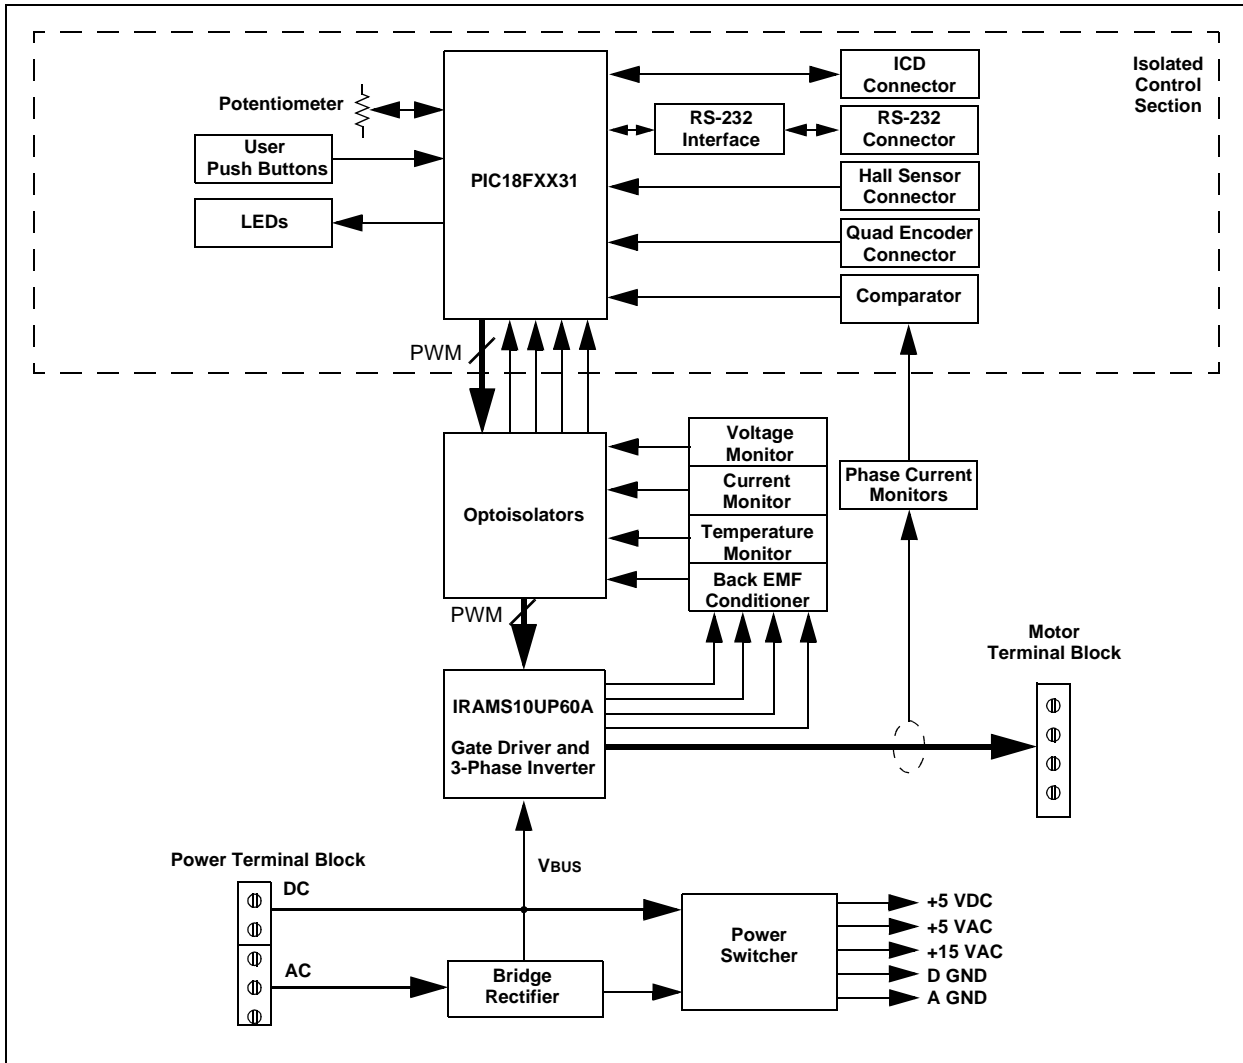 Isolated
Control
Section
ICD
Connector
Potentiometer
RS-232
Interface
RS-232
Connector
User
Push Buttons
PIC18FXX31
Hall Sensor
Connector
LEDs
Quad Encoder
Connector
Comparator
PWM
Voltage
Monitor
Phase Current
Monitors
Current
Monitor
Optoisolators
Temperature
Monitor
Back EMF
Conditioner
PWM
Motor
Terminal Block
IRAMS10UP60A
Gate Driver and
3-Phase Inverter
Power Terminal Block
VBUS
DC
+5 VDC
+5 VAC
Power
Switcher
+15 VAC
AC
Bridge
Rectifier
D GND
A GND